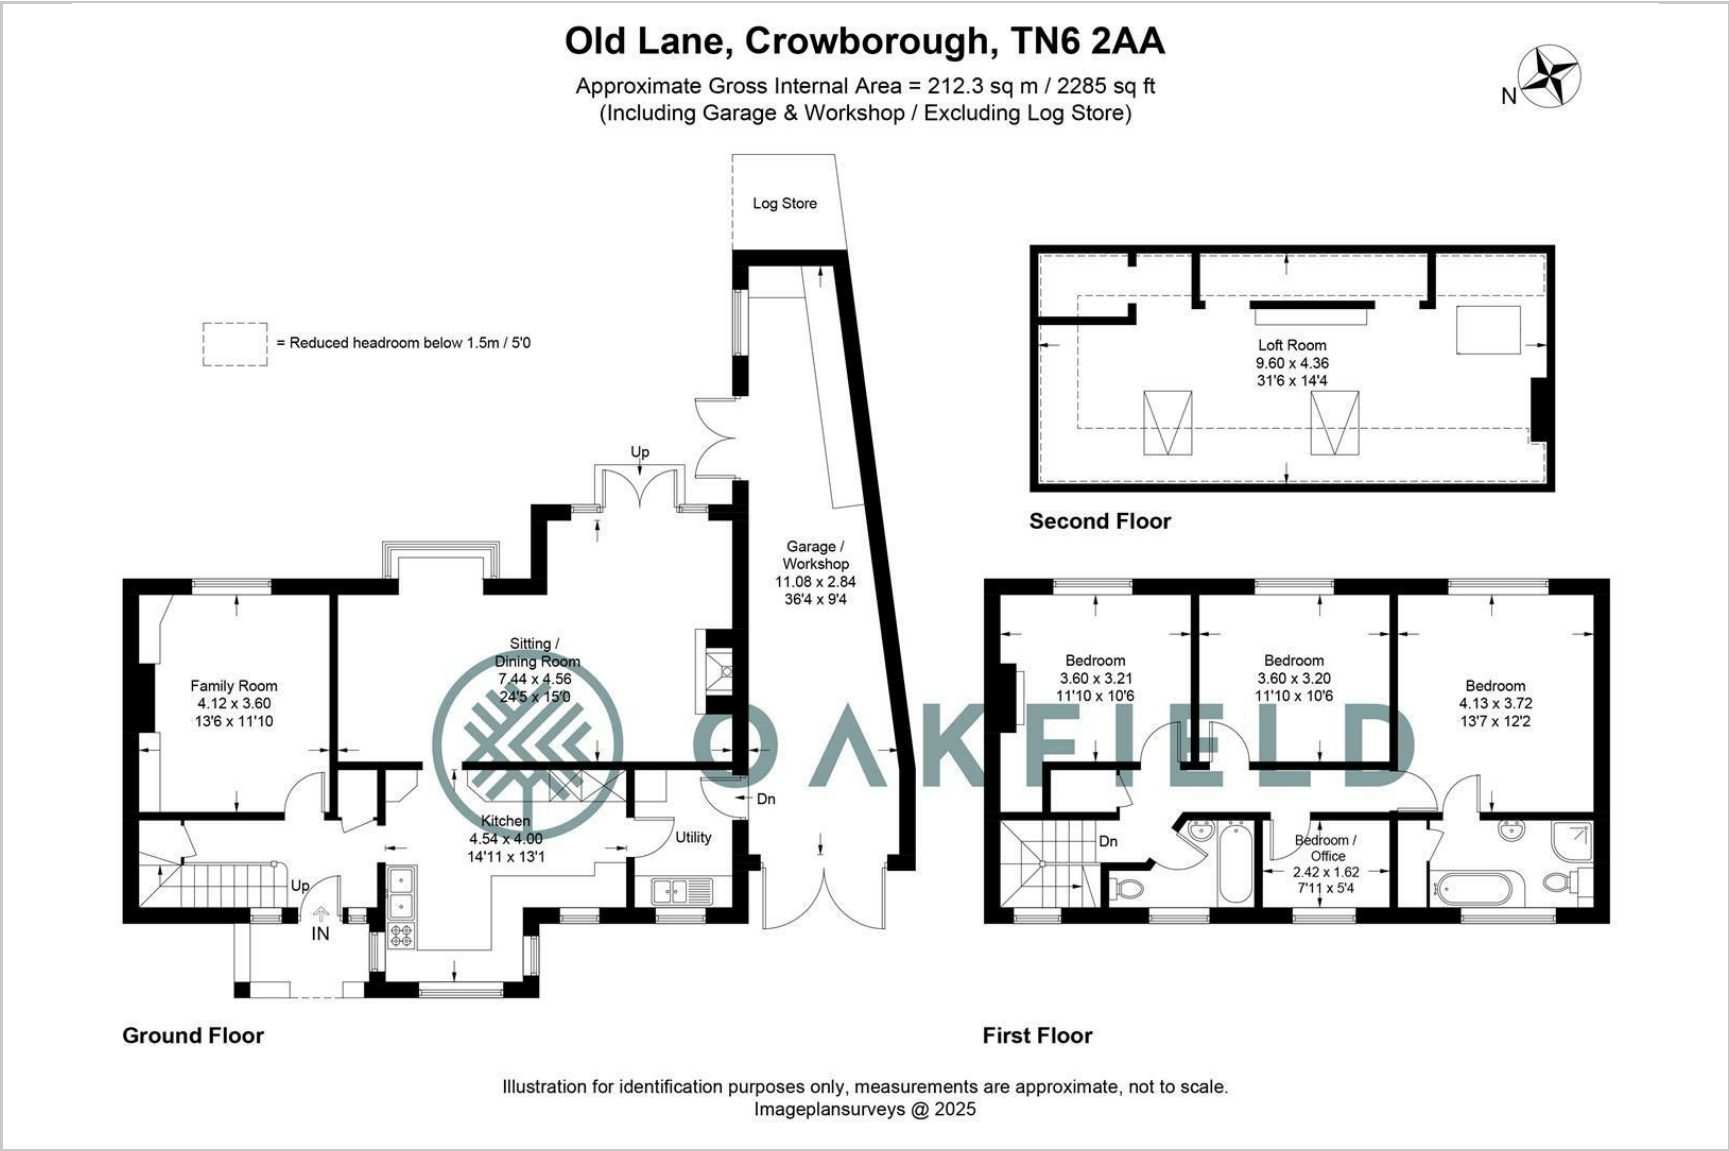 Old Lane, Crowborough, TN6 2AA
Approximate Gross Internal Area = 212.3 sq m / 2285 sq ft
(Including Garage & Workshop / Excluding Log Store)
N
Log Store
= Reduced headroom below 1.5m / 5'0
Loft Room
9.60 x 4.36
31'6 x 14'4
Second Floor
Up
Garage /
Workshop
11.08 x 2.84
36'4 x 9'4
Sitting /
Dining Room
7.44 x 4.56
24'5 x 15'0
Family Room
4.12 x 3.60
13'6 x 11'10
Bedroom
3.60 x 3.21
11'10 x 10'6
Bedroom
3.60 x 3.20
11'10 x 10'6
Bedroom
4.13 x 3.72
13'7 x 12'2
OAKFIELD
Dn
Kitchen
4.54 x 4.00
14'11 x 13'1
Utility
Up
IN
Dn
Bedroom /
Office
2.42 x 1.62
7'11 x 5'4
Ground Floor
First Floor
Illustration for identification purposes only, measurements are approximate, not to scale.
Imageplansurveys @ 2025